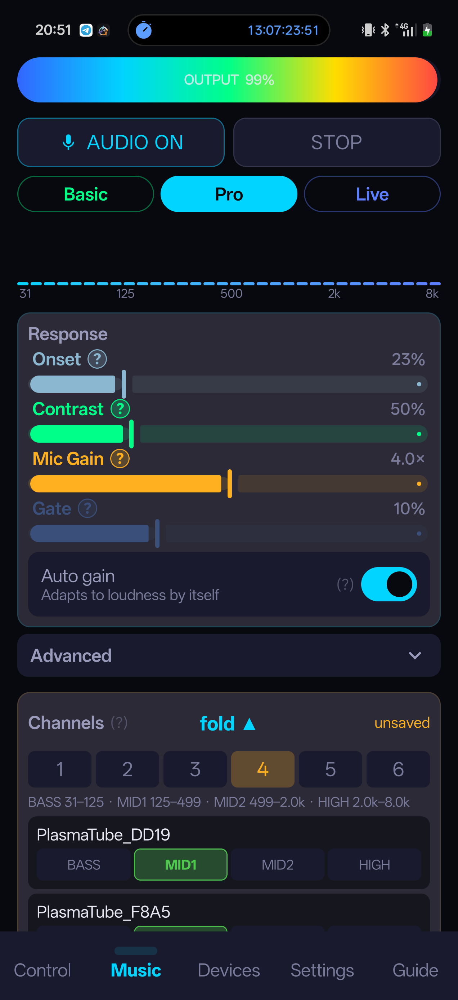 20:51
13:07:23:51
4G
OUTPUT 99%
AUDIO ON
STOP
Basic
Pro
Live
31 125 500 2k 8k
Response
Onset ? 23%
Contrast ? 50%
Mic Gain ? 4.0×
Gate ? 10%
Auto gain
Adapts to loudness by itself
(?)
Advanced
Channels (?) fold ▲ unsaved
1 2 3 4 5 6
BASS 31–125 · MID1 125–499 · MID2 499–2.0k · HIGH 2.0k–8.0k
PlasmaTube_DD19
BASS MID1 MID2 HIGH
PlasmaTube_F8A5
Control Music Devices Settings Guide